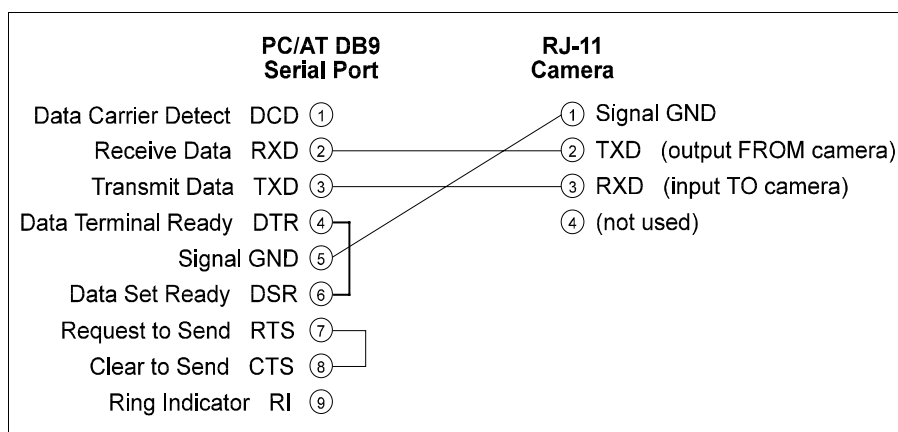 PC/AT DB9 RJ-11
Serial Port Camera
Data Carrier Detect DCD 1 1 Signal GND
Receive Data RXD 2 2 TXD (output FROM camera)
Transmit Data TXD 3 3 RXD (input TO camera)
Data Terminal Ready DTR 4 4 (not used)
Signal GND 5
Data Set Ready DSR 6
Request to Send RTS 7
Clear to Send CTS 8
Ring Indicator RI 9